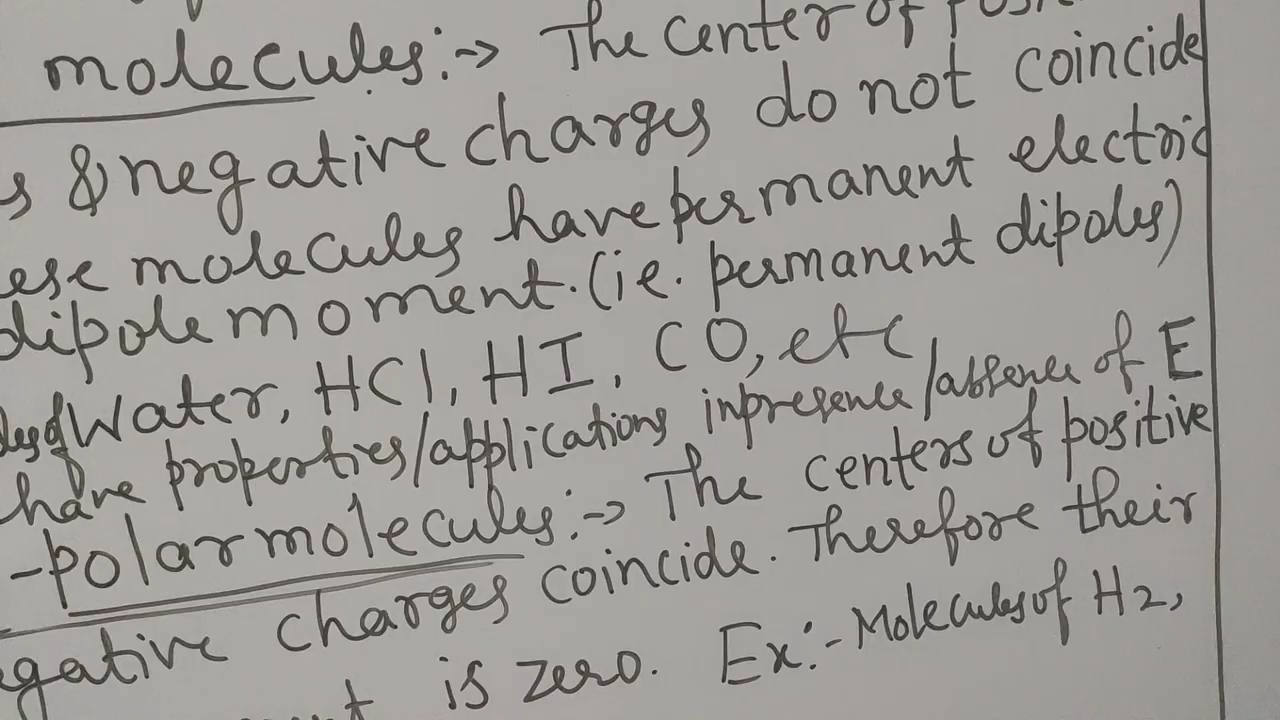 molecules:→ The center of
s & negative charges do not coincide
ese molecules have permanent electric
dipole moment. (ie. permanent dipoles)
les of Water, HCl, HI, CO, etc
have properties/applications in presence/absence of E
-polar molecules:→ The centers of positive
gative charges coincide. Therefore their
is zero. Ex:- Molecules of H2,